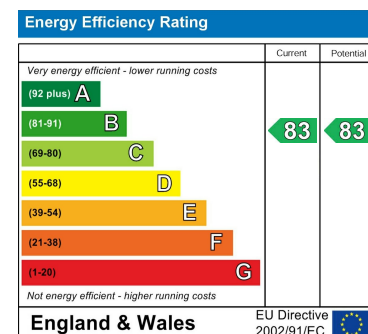 Energy Efficiency Rating
Current Potential
Very energy efficient - lower running costs
(92 plus) A
(81-91) B
83 83
(69-80) C
(55-68) D
(39-54) E
(21-38) F
(1-20) G
Not energy efficient - higher running costs
England & Wales
EU Directive
2002/91/EC